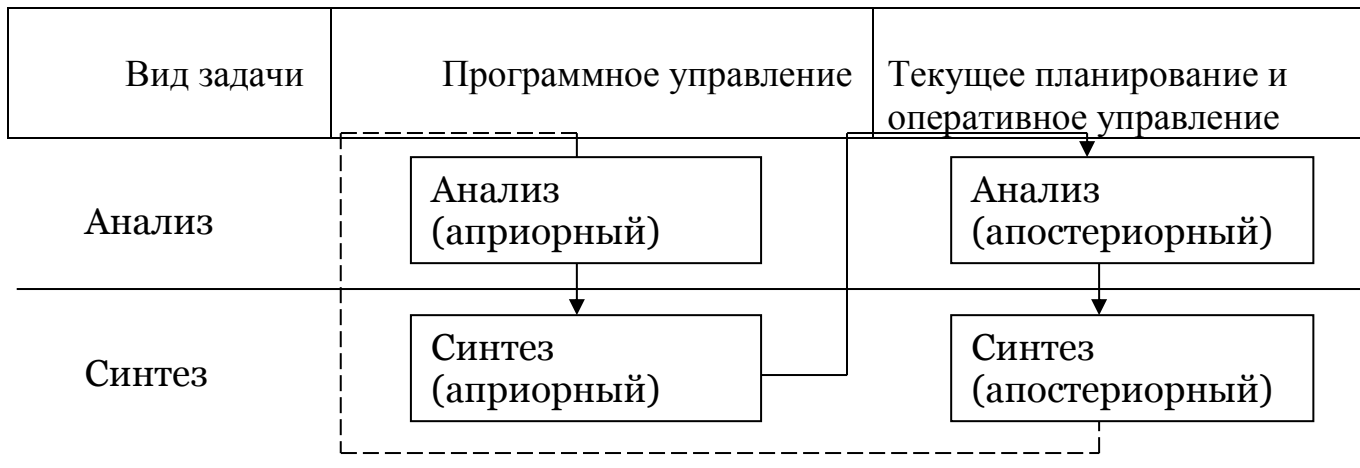 Вид задачи
Программное управление
Текущее планирование и
оперативное управление
Анализ
Анализ
(априорный)
Анализ
(апостериорный)
Синтез
Синтез
(априорный)
Синтез
(апостериорный)